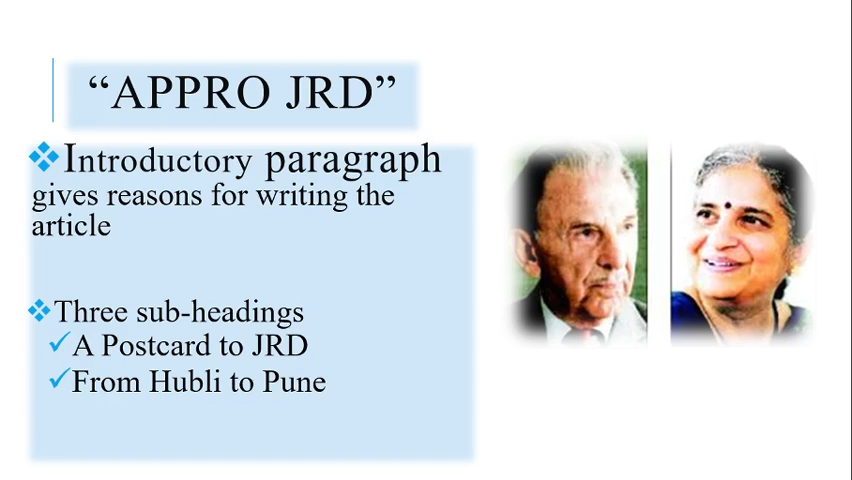 “APPRO JRD”
Introductory paragraph
gives reasons for writing the
article
Three sub-headings
A Postcard to JRD
From Hubli to Pune